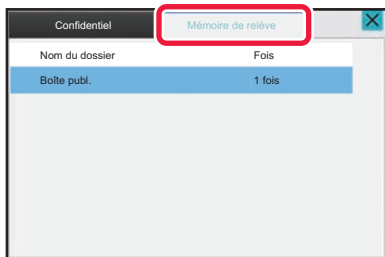 Confidentiel Mémoire de relève
Nom du dossier Fois
Boîte publ. 1 fois